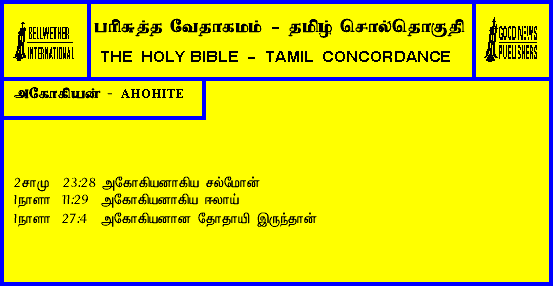 BELLWETHER
INTERNATIONAL
பரிசுத்த வேதாகமம் - தமிழ் சொல்தொகுதி
THE HOLY BIBLE - TAMIL CONCORDANCE
GOOD NEWS
PUBLISHERS
அகோகியன் - AHOHITE
2சாமு 23:28 அகோகியனாகிய சல்மோன்
1நாளா 11:29 அகோகியனாகிய ஈலாய்
1நாளா 27:4 அகோகியனான தோதாயி இருந்தான்